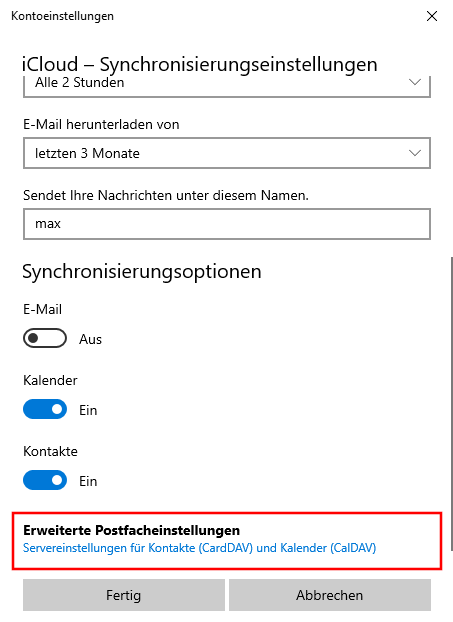 Kontoeinstellungen
iCloud – Synchronisierungseinstellungen
Alle 2 Stunden
E-Mail herunterladen von
letzten 3 Monate
Sendet Ihre Nachrichten unter diesem Namen.
max
Synchronisierungsoptionen
E-Mail
Aus
Kalender
Ein
Kontakte
Ein
Erweiterte Postfacheinstellungen
Servereinstellungen für Kontakte (CardDAV) und Kalender (CalDAV)
Fertig
Abbrechen